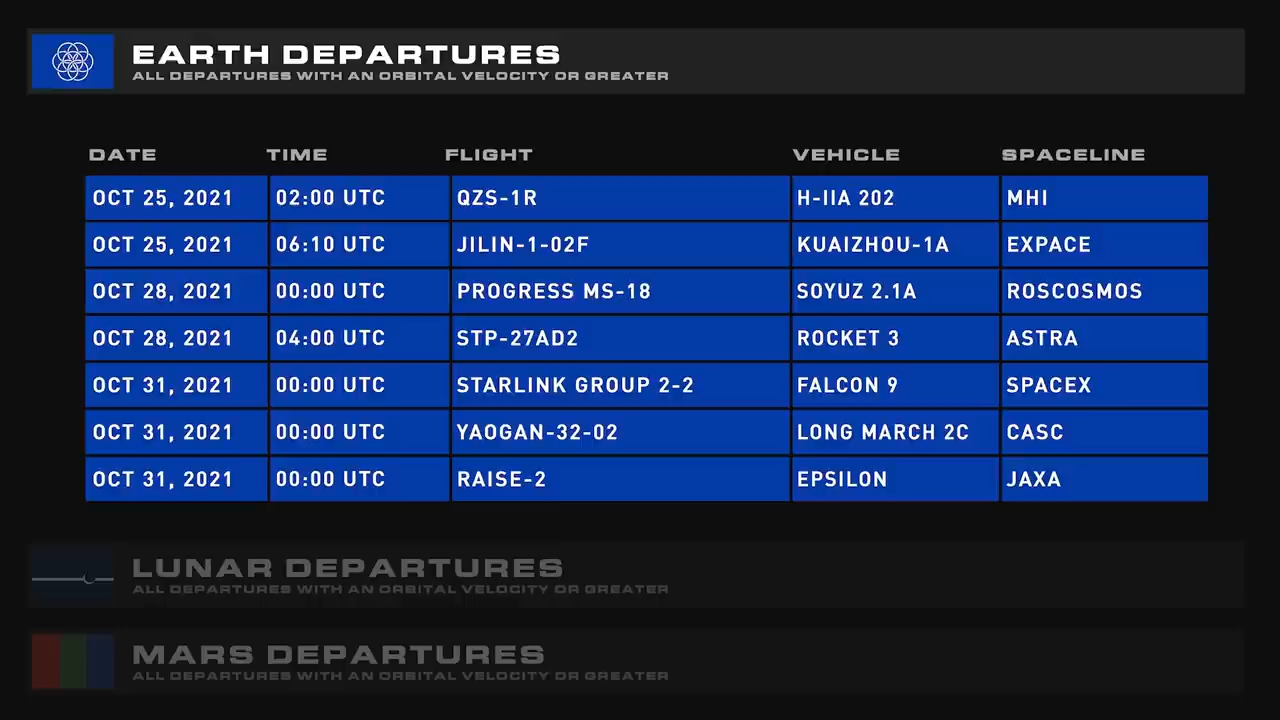 EARTH DEPARTURES
ALL DEPARTURES WITH AN ORBITAL VELOCITY OR GREATER
DATE TIME FLIGHT VEHICLE SPACELINE
OCT 25, 2021 02:00 UTC QZS-1R H-IIA 202 MHI
OCT 25, 2021 06:10 UTC JILIN-1-02F KUAIZHOU-1A EXPACE
OCT 28, 2021 00:00 UTC PROGRESS MS-18 SOYUZ 2.1A ROSCOSMOS
OCT 28, 2021 04:00 UTC STP-27AD2 ROCKET 3 ASTRA
OCT 31, 2021 00:00 UTC STARLINK GROUP 2-2 FALCON 9 SPACEX
OCT 31, 2021 00:00 UTC YAOGAN-32-02 LONG MARCH 2C CASC
OCT 31, 2021 00:00 UTC RAISE-2 EPSILON JAXA
LUNAR DEPARTURES
ALL DEPARTURES WITH AN ORBITAL VELOCITY OR GREATER
MARS DEPARTURES
ALL DEPARTURES WITH AN ORBITAL VELOCITY OR GREATER